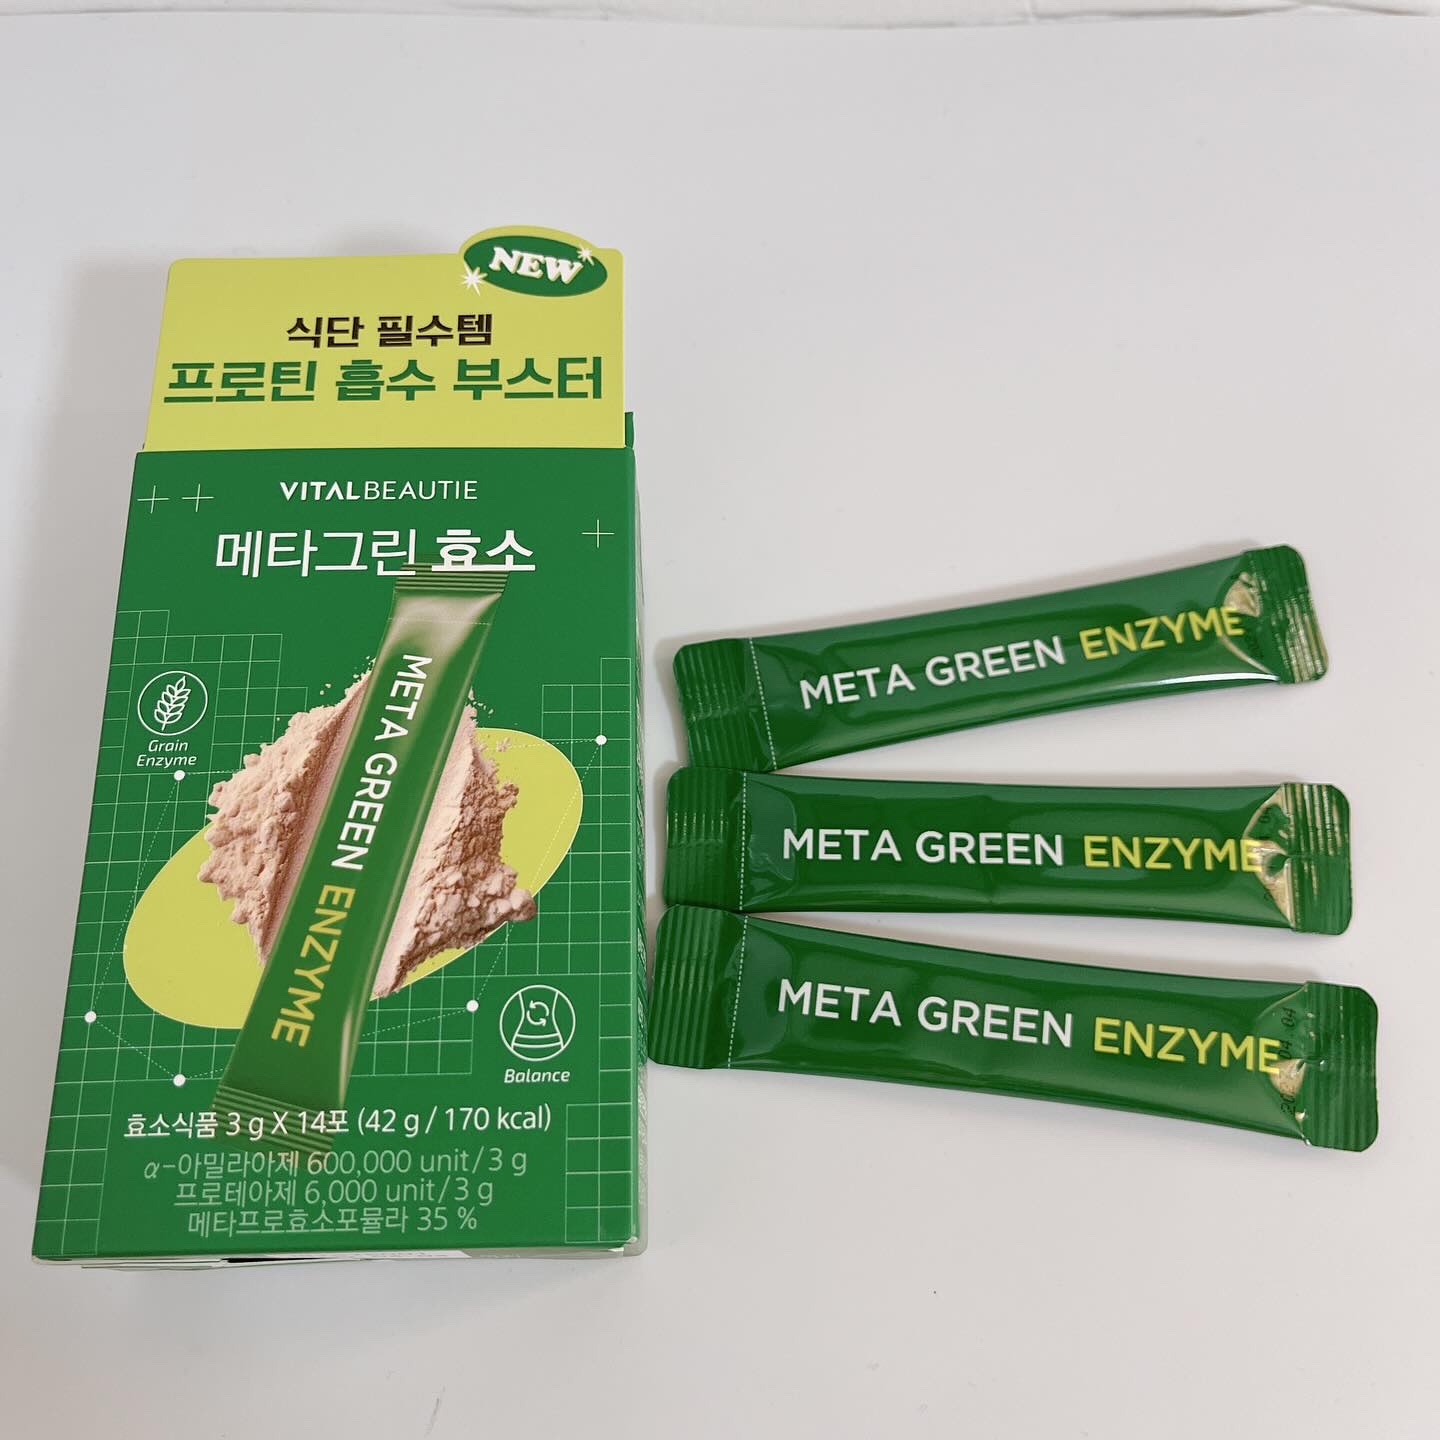 NEW
식단 필수템
프로틴 흡수 부스터
VITALBEAUTIE
메타그린 효소
META GREEN ENZYME
Grain
Enzyme
Balance
효소식품 3 g X 14포 (42 g / 170 kcal)
α-아밀라아제 600,000 unit/3 g
프로테아제 6,000 unit/3 g
메타프로효소포뮬라 35 %
META GREEN ENZYME
META GREEN ENZYME
META GREEN ENZYME